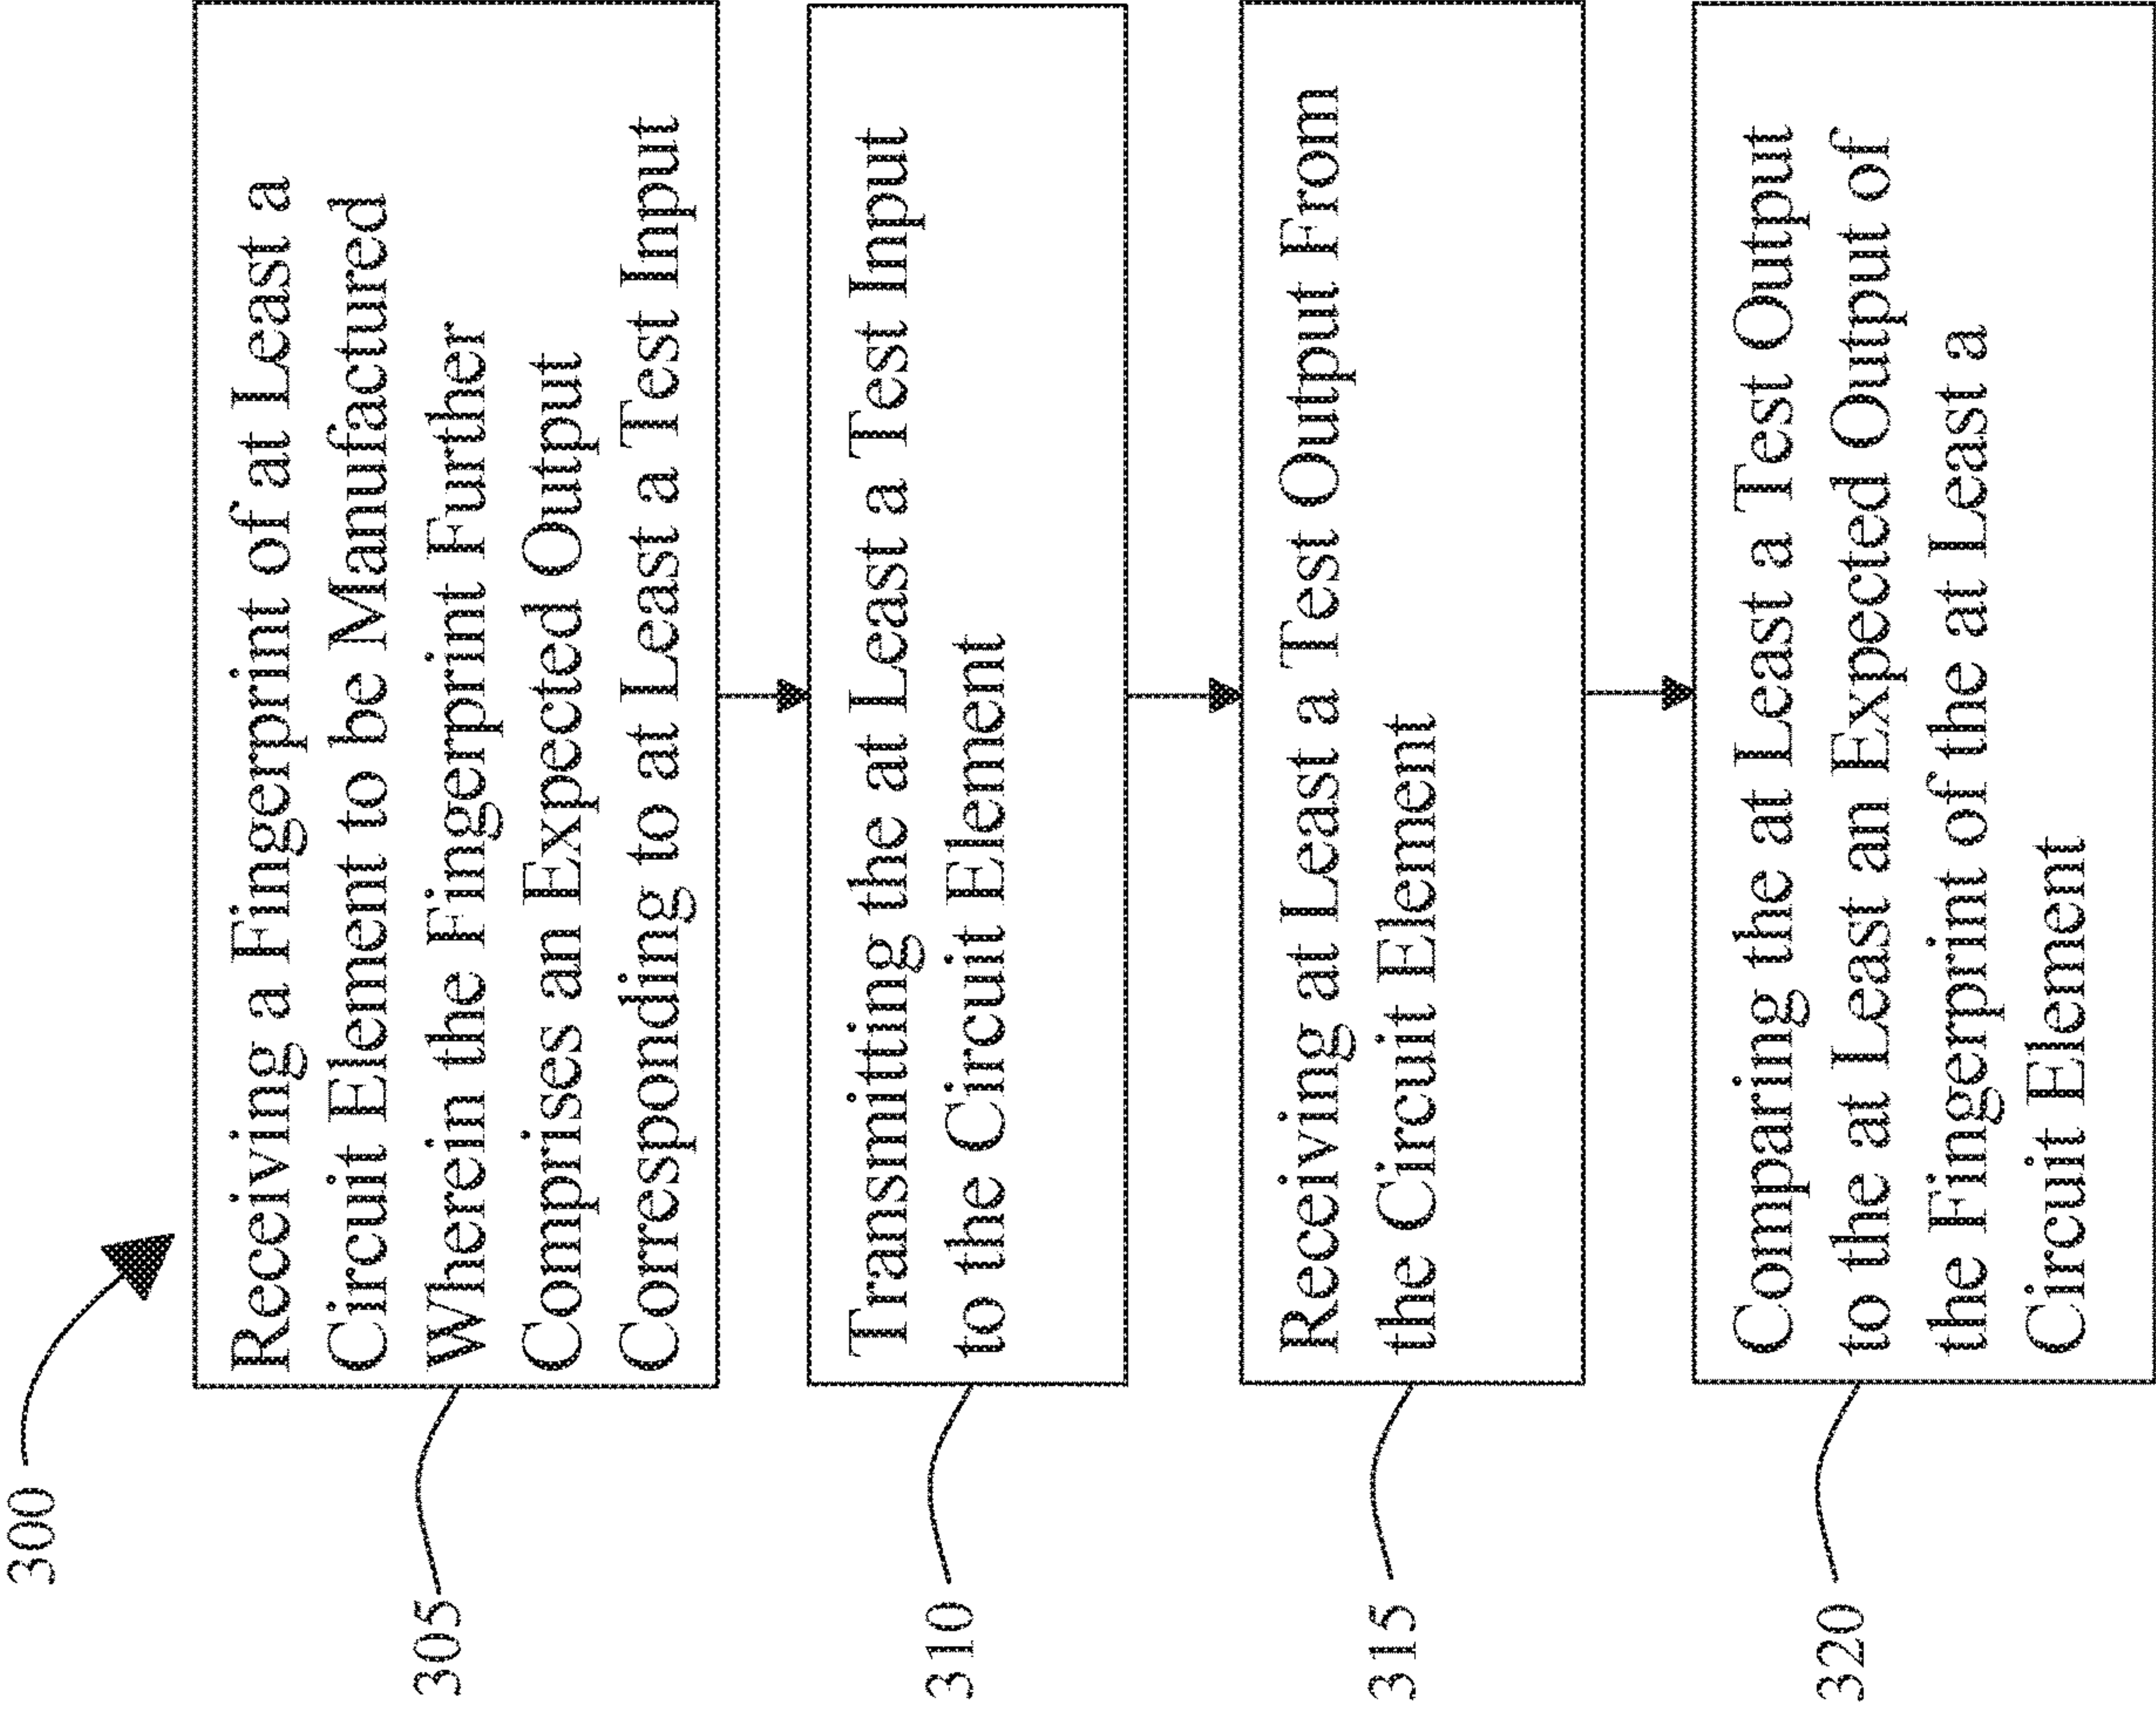 300
305
Receiving a Fingerprint of at Least a
Circuit Element to be Manufactured
Wherein the Fingerprint Further
Comprises an Expected Output
Corresponding to at Least a Test Input
310
Transmitting the at Least a Test Input
to the Circuit Element
315
Receiving at Least a Test Output From
the Circuit Element
320
Comparing the at Least a Test Output
to the at Least an Expected Output of
the Fingerprint of the at Least a
Circuit Element